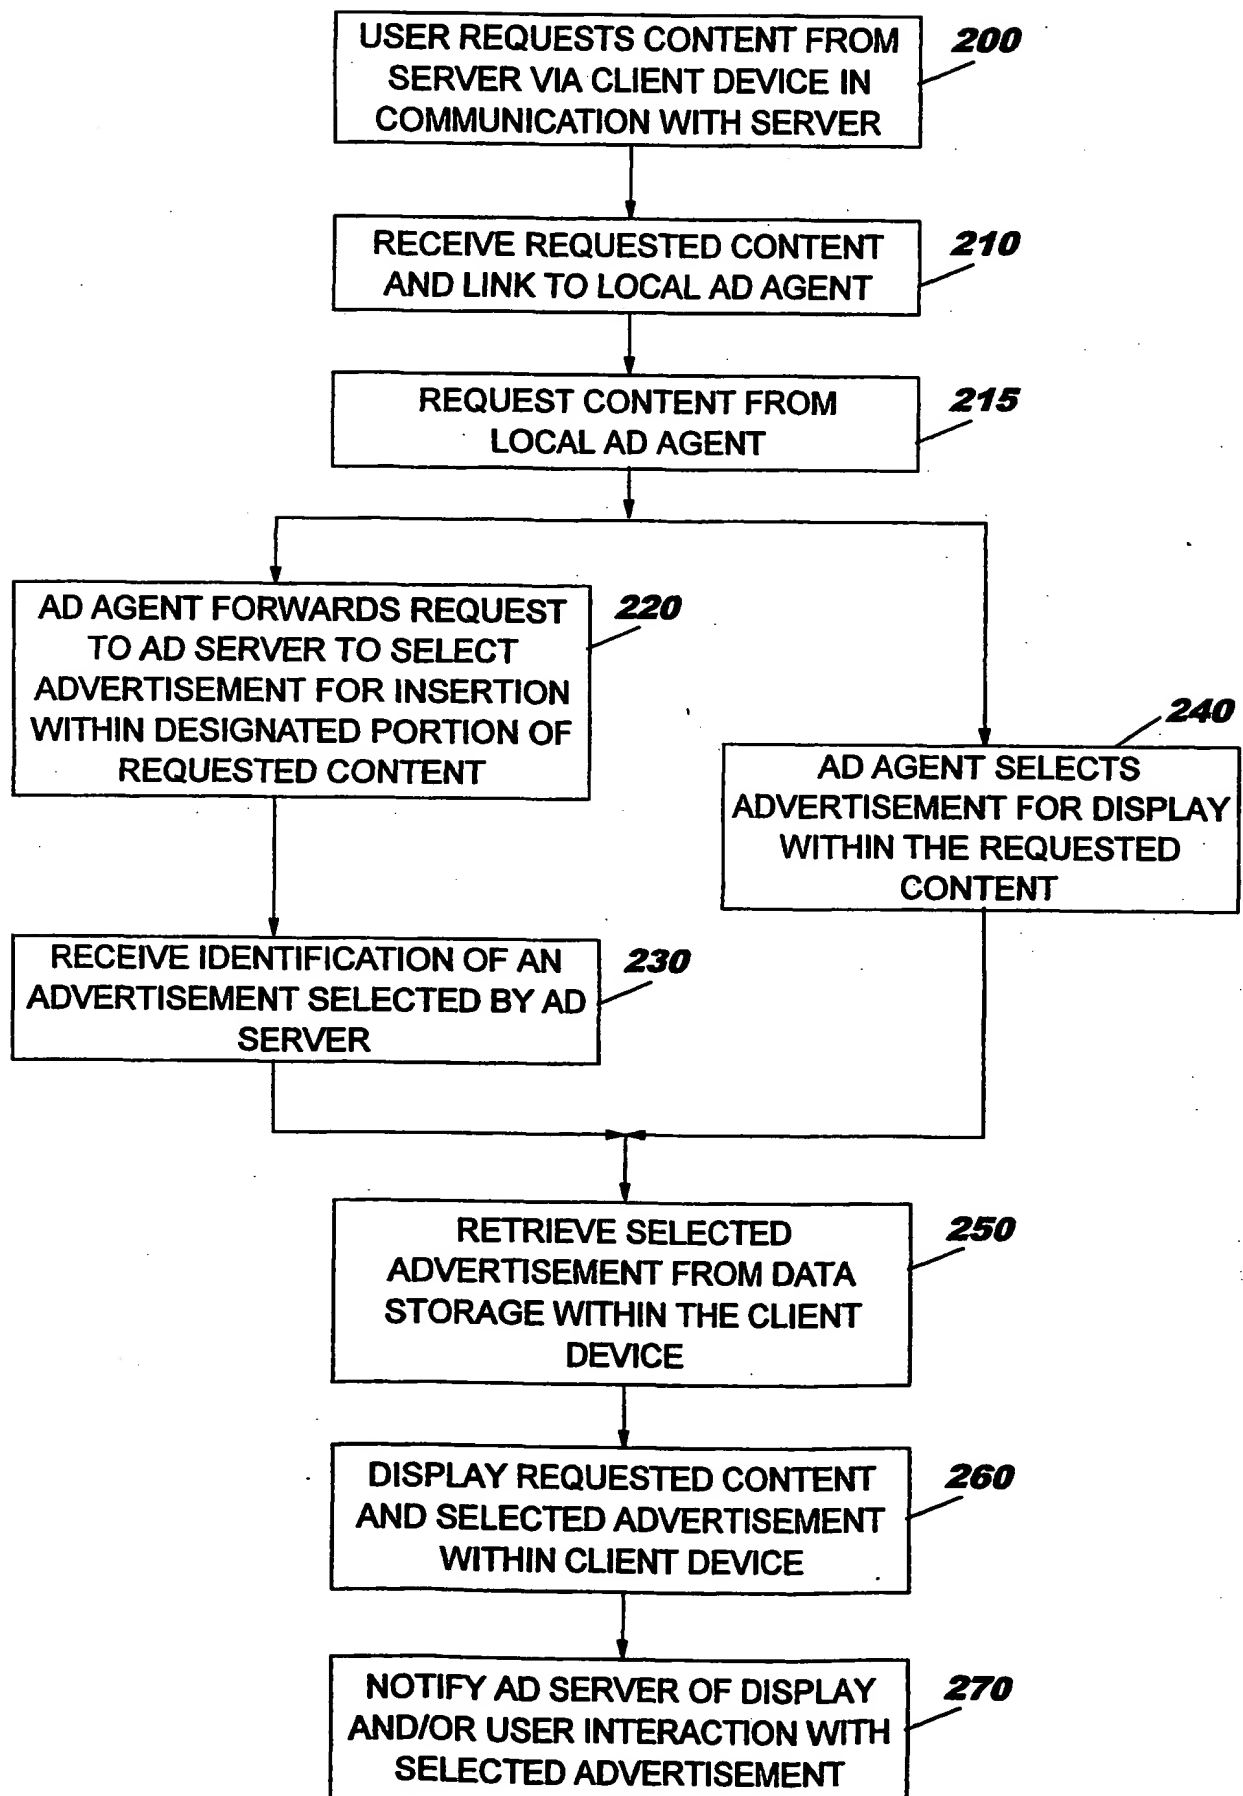 USER REQUESTS CONTENT FROM
SERVER VIA CLIENT DEVICE IN
COMMUNICATION WITH SERVER
200
RECEIVE REQUESTED CONTENT
AND LINK TO LOCAL AD AGENT
210
REQUEST CONTENT FROM
LOCAL AD AGENT
215
AD AGENT FORWARDS REQUEST
TO AD SERVER TO SELECT
ADVERTISEMENT FOR INSERTION
WITHIN DESIGNATED PORTION OF
REQUESTED CONTENT
220
240
AD AGENT SELECTS
ADVERTISEMENT FOR DISPLAY
WITHIN THE REQUESTED
CONTENT
RECEIVE IDENTIFICATION OF AN
ADVERTISEMENT SELECTED BY AD
SERVER
230
RETRIEVE SELECTED
ADVERTISEMENT FROM DATA
STORAGE WITHIN THE CLIENT
DEVICE
250
DISPLAY REQUESTED CONTENT
AND SELECTED ADVERTISEMENT
WITHIN CLIENT DEVICE
260
NOTIFY AD SERVER OF DISPLAY
AND/OR USER INTERACTION WITH
SELECTED ADVERTISEMENT
270